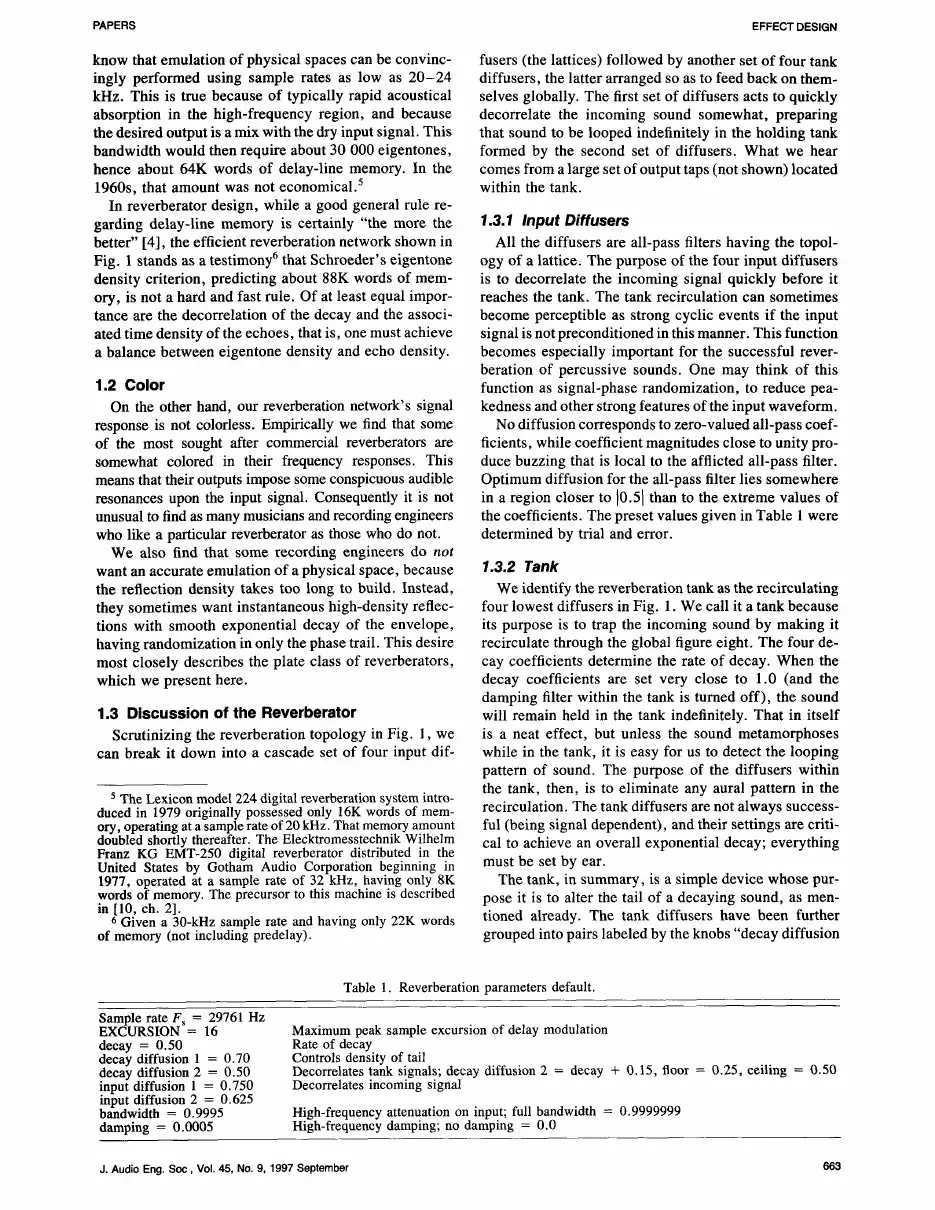 PAPERS
EFFECT DESIGN
know that emulation of physical spaces can be convinc-
ingly performed using sample rates as low as 20–24
kHz. This is true because of typically rapid acoustical
absorption in the high-frequency region, and because
the desired output is a mix with the dry input signal. This
bandwidth would then require about 30 000 eigentones,
hence about 64K words of delay-line memory. In the
1960s, that amount was not economical.⁵
In reverberator design, while a good general rule re-
garding delay-line memory is certainly “the more the
better” [4], the efficient reverberation network shown in
Fig. 1 stands as a testimony⁶ that Schroeder’s eigentone
density criterion, predicting about 88K words of mem-
ory, is not a hard and fast rule. Of at least equal impor-
tance are the decorrelation of the decay and the associ-
ated time density of the echoes, that is, one must achieve
a balance between eigentone density and echo density.
1.2 Color
On the other hand, our reverberation network’s signal
response is not colorless. Empirically we find that some
of the most sought after commercial reverberators are
somewhat colored in their frequency responses. This
means that their outputs impose some conspicuous audible
resonances upon the input signal. Consequently it is not
unusual to find as many musicians and recording engineers
who like a particular reverberator as those who do not.
We also find that some recording engineers do not
want an accurate emulation of a physical space, because
the reflection density takes too long to build. Instead,
they sometimes want instantaneous high-density reflec-
tions with smooth exponential decay of the envelope,
having randomization in only the phase trail. This desire
most closely describes the plate class of reverberators,
which we present here.
1.3 Discussion of the Reverberator
Scrutinizing the reverberation topology in Fig. 1, we
can break it down into a cascade set of four input dif-
⁵ The Lexicon model 224 digital reverberation system intro-
duced in 1979 originally possessed only 16K words of mem-
ory, operating at a sample rate of 20 kHz. That memory amount
doubled shortly thereafter. The Elecktromesstechnik Wilhelm
Franz KG EMT-250 digital reverberator distributed in the
United States by Gotham Audio Corporation beginning in
1977, operated at a sample rate of 32 kHz, having only 8K
words of memory. The precursor to this machine is described
in [10, ch. 2].
⁶ Given a 30-kHz sample rate and having only 22K words
of memory (not including predelay).
fusers (the lattices) followed by another set of four tank
diffusers, the latter arranged so as to feed back on them-
selves globally. The first set of diffusers acts to quickly
decorrelate the incoming sound somewhat, preparing
that sound to be looped indefinitely in the holding tank
formed by the second set of diffusers. What we hear
comes from a large set of output taps (not shown) located
within the tank.
1.3.1 Input Diffusers
All the diffusers are all-pass filters having the topol-
ogy of a lattice. The purpose of the four input diffusers
is to decorrelate the incoming signal quickly before it
reaches the tank. The tank recirculation can sometimes
become perceptible as strong cyclic events if the input
signal is not preconditioned in this manner. This function
becomes especially important for the successful rever-
beration of percussive sounds. One may think of this
function as signal-phase randomization, to reduce pea-
kedness and other strong features of the input waveform.
No diffusion corresponds to zero-valued all-pass coef-
ficients, while coefficient magnitudes close to unity pro-
duce buzzing that is local to the afflicted all-pass filter.
Optimum diffusion for the all-pass filter lies somewhere
in a region closer to |0.5| than to the extreme values of
the coefficients. The preset values given in Table 1 were
determined by trial and error.
1.3.2 Tank
We identify the reverberation tank as the recirculating
four lowest diffusers in Fig. 1. We call it a tank because
its purpose is to trap the incoming sound by making it
recirculate through the global figure eight. The four de-
cay coefficients determine the rate of decay. When the
decay coefficients are set very close to 1.0 (and the
damping filter within the tank is turned off), the sound
will remain held in the tank indefinitely. That in itself
is a neat effect, but unless the sound metamorphoses
while in the tank, it is easy for us to detect the looping
pattern of sound. The purpose of the diffusers within
the tank, then, is to eliminate any aural pattern in the
recirculation. The tank diffusers are not always success-
ful (being signal dependent), and their settings are criti-
cal to achieve an overall exponential decay; everything
must be set by ear.
The tank, in summary, is a simple device whose pur-
pose it is to alter the tail of a decaying sound, as men-
tioned already. The tank diffusers have been further
grouped into pairs labeled by the knobs “decay diffusion
Table 1. Reverberation parameters default.
Sample rate Fₛ = 29761 Hz
EXCURSION = 16 Maximum peak sample excursion of delay modulation
decay = 0.50 Rate of decay
decay diffusion 1 = 0.70 Controls density of tail
decay diffusion 2 = 0.50 Decorrelates tank signals; decay diffusion 2 = decay + 0.15, floor = 0.25, ceiling = 0.50
input diffusion 1 = 0.750 Decorrelates incoming signal
input diffusion 2 = 0.625
bandwidth = 0.9995 High-frequency attenuation on input; full bandwidth = 0.9999999
damping = 0.0005 High-frequency damping; no damping = 0.0
J. Audio Eng. Soc , Vol. 45, No. 9, 1997 September
663